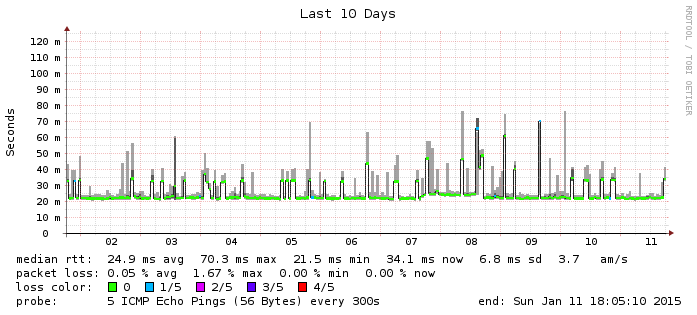 Last 10 Days
RRDTOOL / TOBI OETIKER
Seconds
120 m
110 m
100 m
90 m
80 m
70 m
60 m
50 m
40 m
30 m
20 m
10 m
0
02 03 04 05 06 07 08 09 10 11
median rtt: 24.9 ms avg 70.3 ms max 21.5 ms min 34.1 ms now 6.8 ms sd 3.7 am/s
packet loss: 0.05 % avg 1.67 % max 0.00 % min 0.00 % now
loss color: 0 1/5 2/5 3/5 4/5
probe: 5 ICMP Echo Pings (56 Bytes) every 300s end: Sun Jan 11 18:05:10 2015